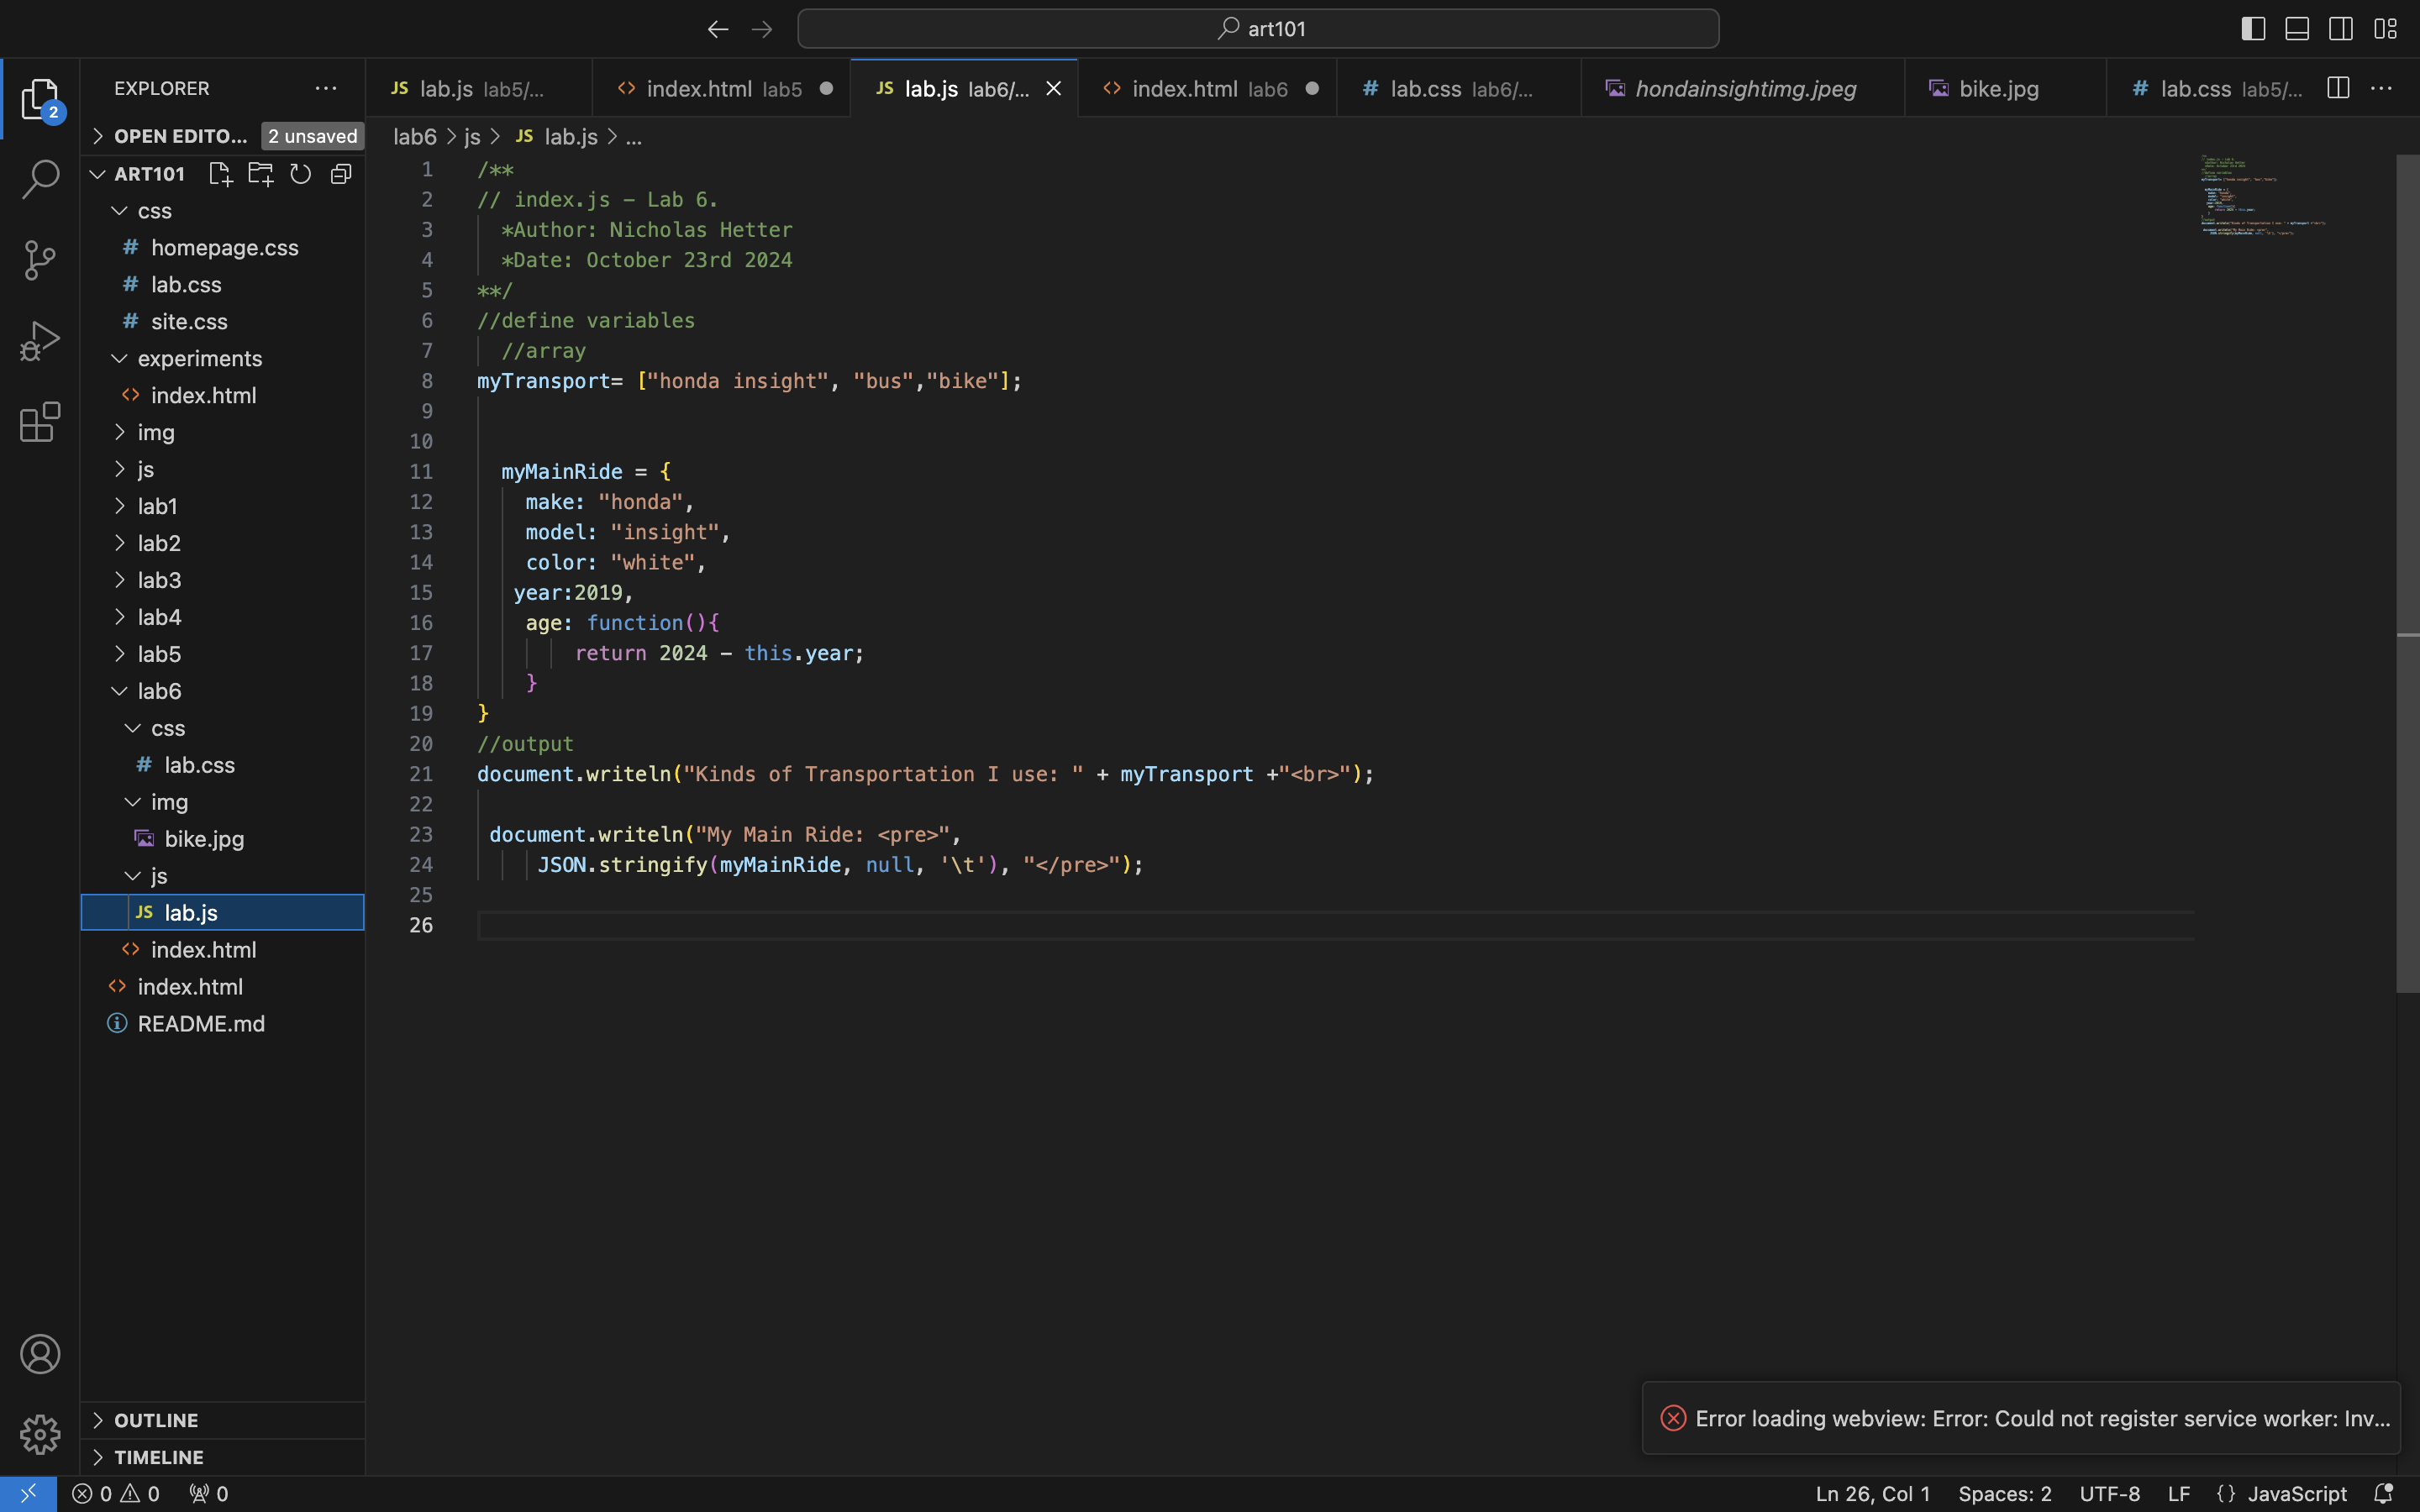 art101
EXPLORER
lab.js lab5/...
index.html lab5
lab.js lab6/...
index.html lab6
lab.css lab6/...
hondainsightimg.jpeg
bike.jpg
lab.css lab5/...
2
OPEN EDITO... 2 unsaved
ART101
css
homepage.css
lab.css
site.css
experiments
index.html
img
js
lab1
lab2
lab3
lab4
lab5
lab6
css
lab.css
img
bike.jpg
js
JS lab.js
index.html
index.html
README.md
OUTLINE
TIMELINE
lab6 > js > JS lab.js > ...
1 /**
2 // index.js - Lab 6.
3 *Author: Nicholas Hetter
4 *Date: October 23rd 2024
5 **/
6 //define variables
7 //array
8 myTransport= ["honda insight", "bus","bike"];
9
10
11 myMainRide = {
12 make: "honda",
13 model: "insight",
14 color: "white",
15 year:2019,
16 age: function(){
17 return 2024 - this.year;
18 }
19 }
20 //output
21 document.writeln("Kinds of Transportation I use: " + myTransport +"<br>");
22
23 document.writeln("My Main Ride: <pre>",
24 JSON.stringify(myMainRide, null, '\t'), "</pre>");
25
26
Error loading webview: Error: Could not register service worker: Inv...
0 0 0
Ln 26, Col 1 Spaces: 2 UTF-8 LF {} JavaScript